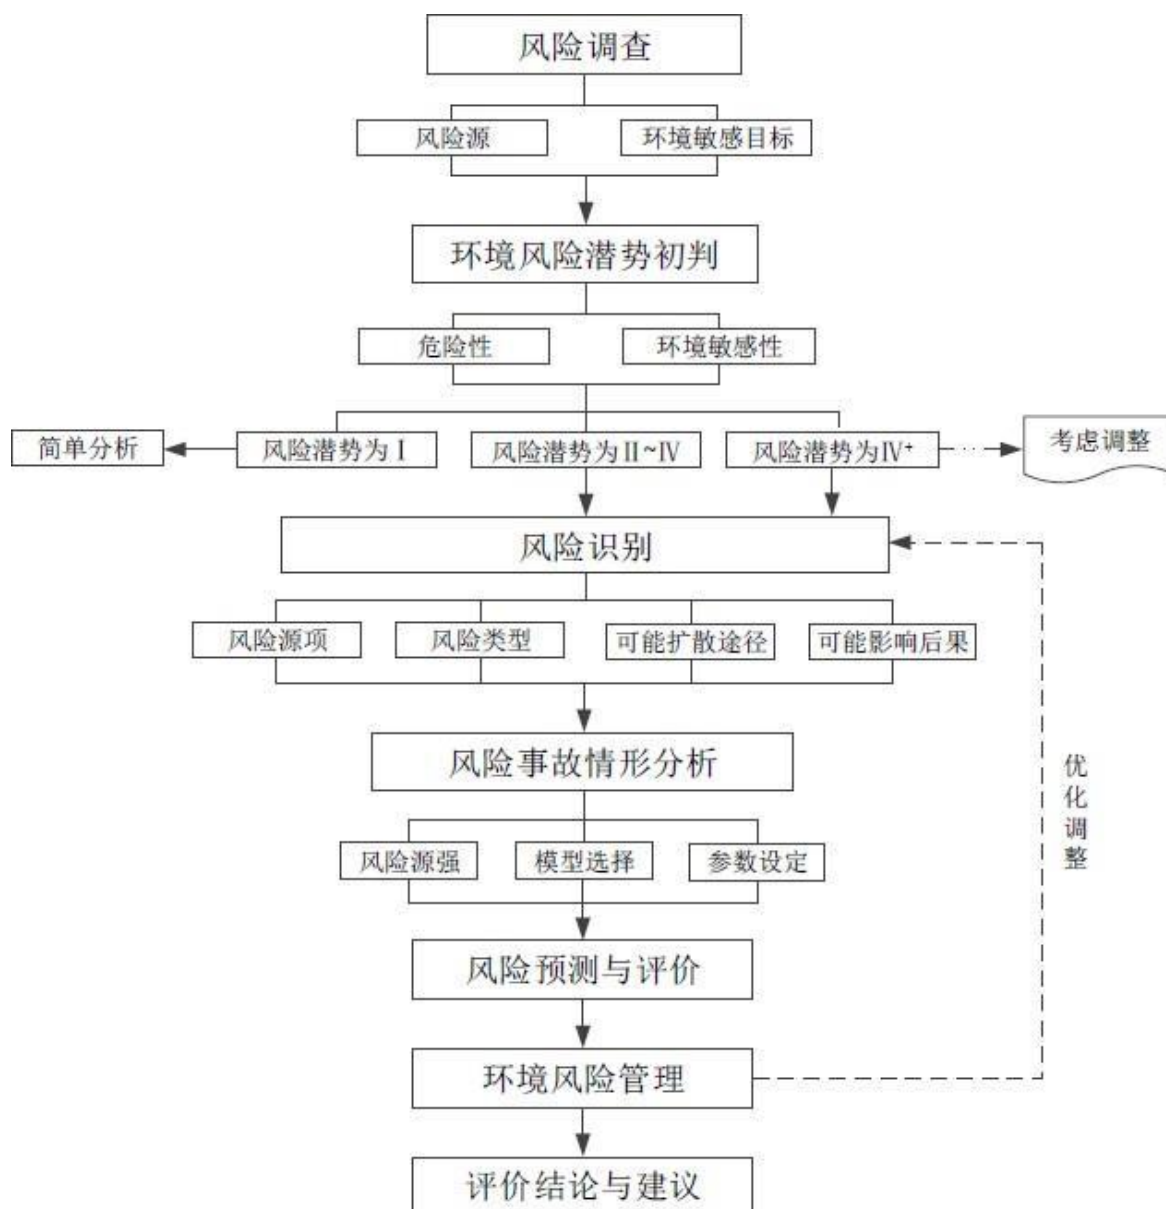 风险调查
风险源
环境敏感目标
环境风险潜势初判
危险性
环境敏感性
简单分析
风险潜势为Ⅰ
风险潜势为Ⅱ~Ⅳ
风险潜势为Ⅳ⁺
考虑调整
风险识别
风险源项
风险类型
可能扩散途径
可能影响后果
风险事故情形分析
优化调整
风险源强
模型选择
参数设定
风险预测与评价
环境风险管理
评价结论与建议